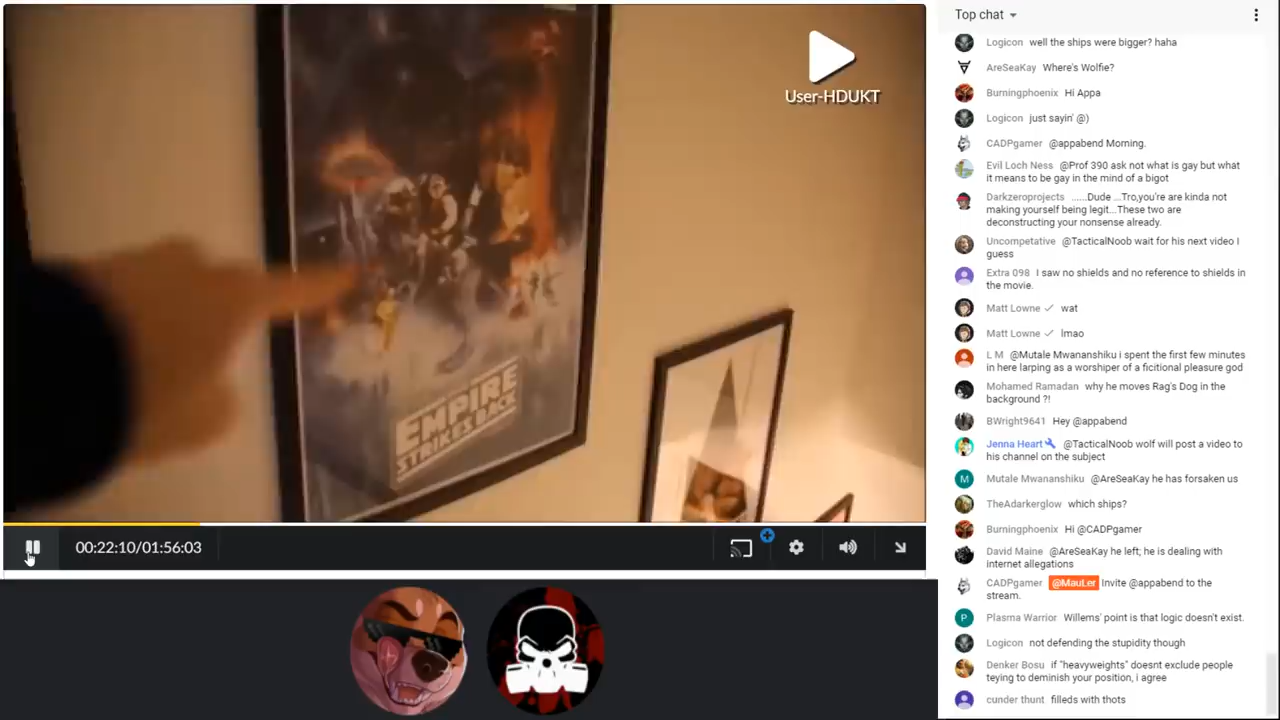 User-HDUKT
EMPIRE
STRIKES BACK
00:22:10/01:56:03
Top chat
Logicon well the ships were bigger? haha
AreSeaKay Where's Wolfie?
Burningphoenix Hi Appa
Logicon just sayin' @)
CADPgamer @appabend Morning.
Evil Loch Ness @Prof 390 ask not what is gay but what
it means to be gay in the mind of a bigot
Darkzeroprojects ......Dude ...Tro,you're are kinda not
making yourself being legit...These two are
deconstructing your nonsense already.
Uncompetative @TacticalNoob wait for his next video I
guess
Extra 098 I saw no shields and no reference to shields in
the movie.
Matt Lowne wat
Matt Lowne lmao
L M @Mutale Mwananshiku i spent the first few minutes
in here larping as a worshiper of a ficitional pleasure god
Mohamed Ramadan why he moves Rag's Dog in the
background ?!
BWright9641 Hey @appabend
Jenna Heart @TacticalNoob wolf will post a video to
his channel on the subject
M Mutale Mwananshiku @AreSeaKay he has forsaken us
TheAdarkerglow which ships?
Burningphoenix Hi @CADPgamer
David Maine @AreSeaKay he left; he is dealing with
internet allegations
CADPgamer @MauLer Invite @appabend to the
stream.
P Plasma Warrior Willems' point is that logic doesn't exist.
Logicon not defending the stupidity though
Denker Bosu if "heavyweights" doesnt exclude people
teying to deminish your position, i agree
cunder thunt filleds with thots